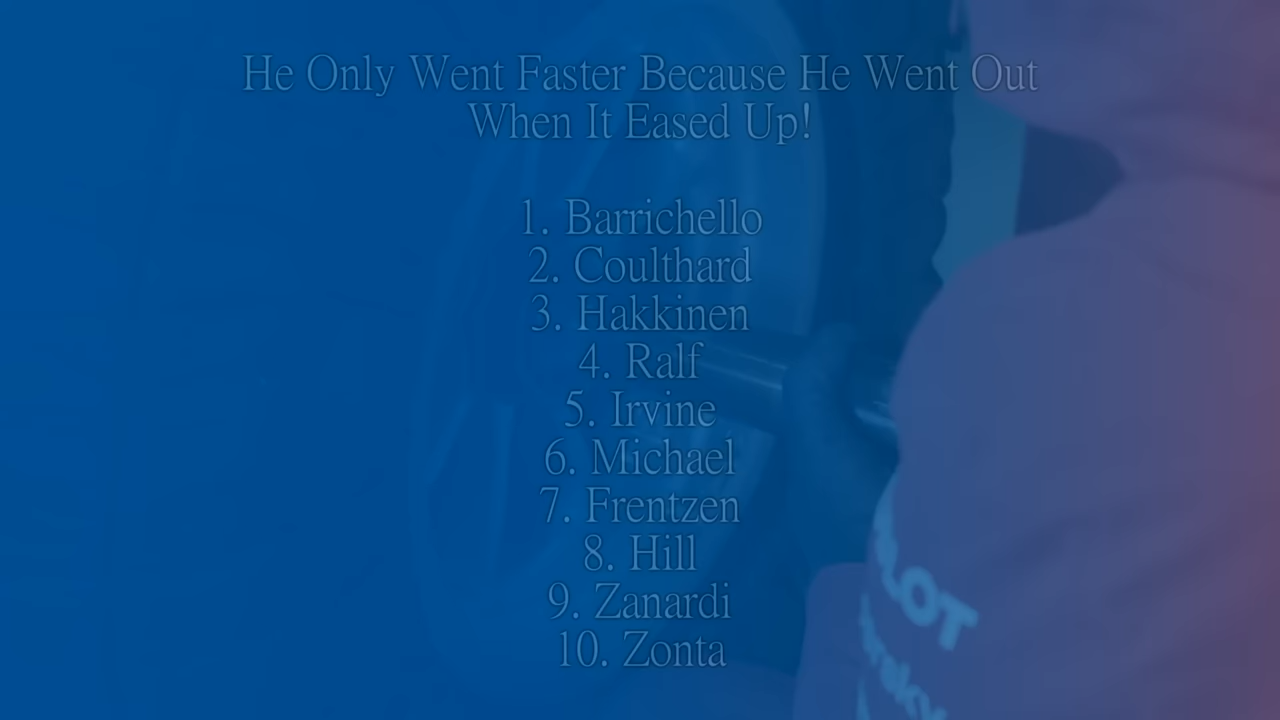 He Only Went Faster Because He Went Out
When It Eased Up!
1. Barrichello
2. Coulthard
3. Hakkinen
4. Ralf
5. Irvine
6. Michael
7. Frentzen
8. Hill
9. Zanardi
10. Zonta